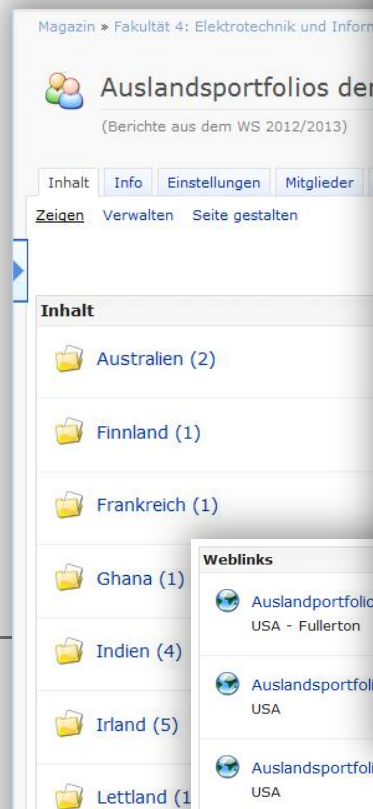 Magazin » Fakultät 4: Elektrotechnik und
Auslandsportfolios
(Berichte aus dem WS 2012/2013)
Inhalt Info Einstellungen Mitglieder
Zeigen Verwalten Seite gestalten
Inhalt
Australien (2)
Finnland (1)
Frankreich (1)
Ghana (1)
Indien (4)
Irland (5)
Lettland (1
Weblinks
USA - Fullerton
USA
USA